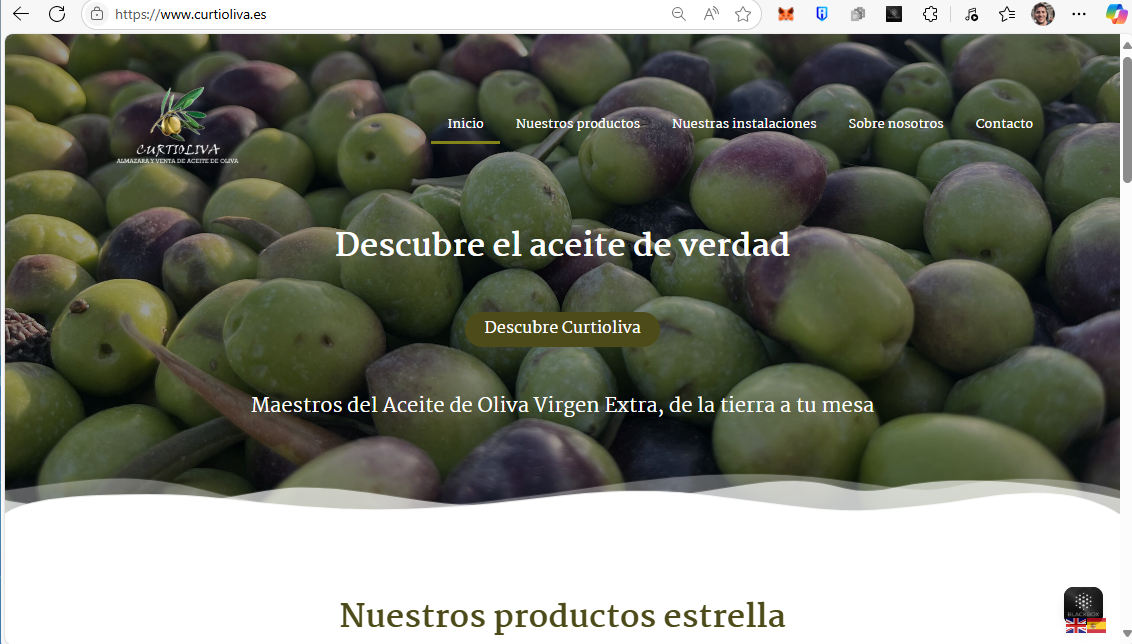 https://www.curtioliva.es
CURTIOLIVA
ALMAZARA Y VENTA DE ACEITE DE OLIVA
Inicio
Nuestros productos
Nuestras instalaciones
Sobre nosotros
Contacto
Descubre el aceite de verdad
Descubre Curtioliva
Maestros del Aceite de Oliva Virgen Extra, de la tierra a tu mesa
Nuestros productos estrella
BLACKBOX